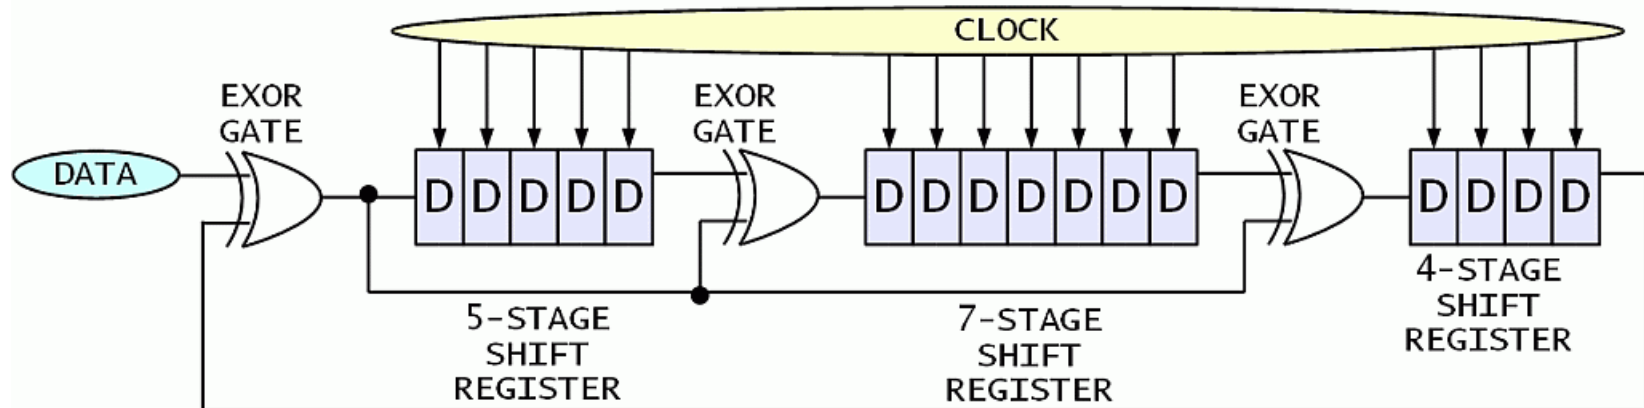 CLOCK
EXOR
GATE
EXOR
GATE
EXOR
GATE
DATA
D D D D D
D D D D D D D
D D D D
5-STAGE
SHIFT
REGISTER
7-STAGE
SHIFT
REGISTER
4-STAGE
SHIFT
REGISTER